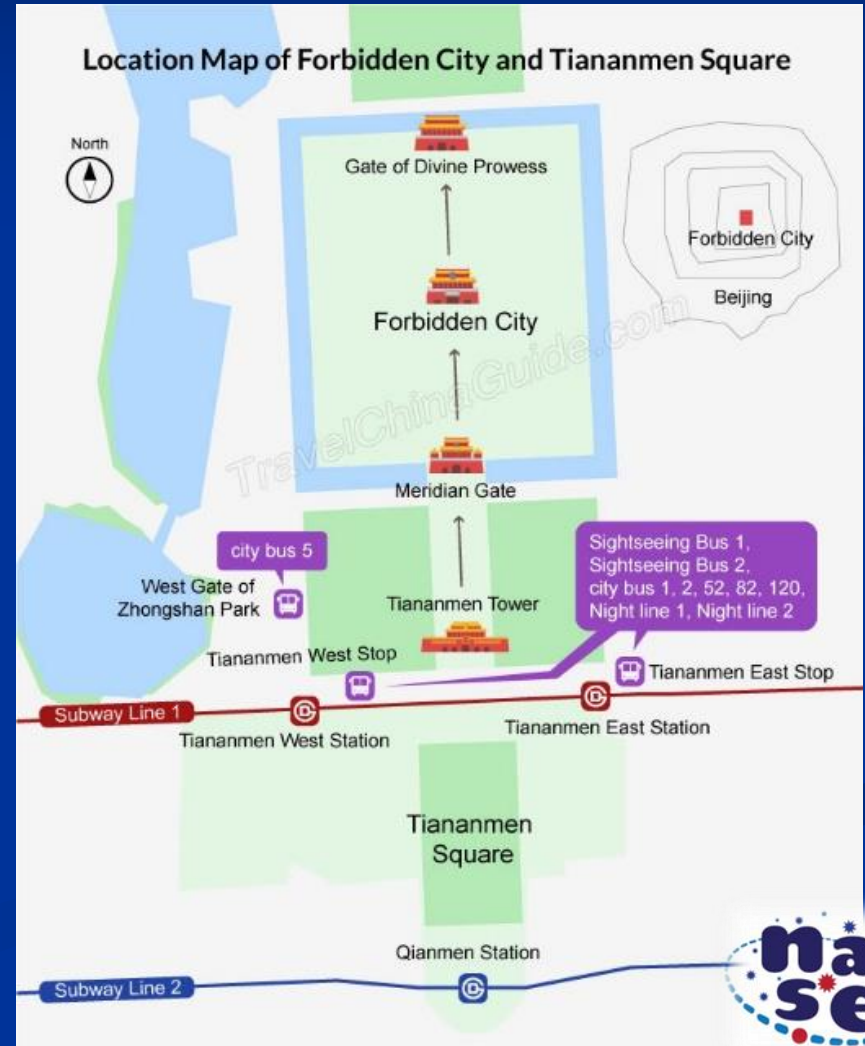 Location Map of Forbidden City and Tiananmen Square
North
Gate of Divine Prowess
Forbidden City
Beijing
Forbidden City
TravelChinaGuide.com
Meridian Gate
city bus 5
West Gate of
Zhongshan Park
Sightseeing Bus 1,
Sightseeing Bus 2,
city bus 1, 2, 52, 82, 120,
Night line 1, Night line 2
Tiananmen Tower
Tiananmen West Stop
Tiananmen East Stop
Subway Line 1
Tiananmen West Station
Tiananmen East Station
Tiananmen
Square
Qianmen Station
Subway Line 2
na
se